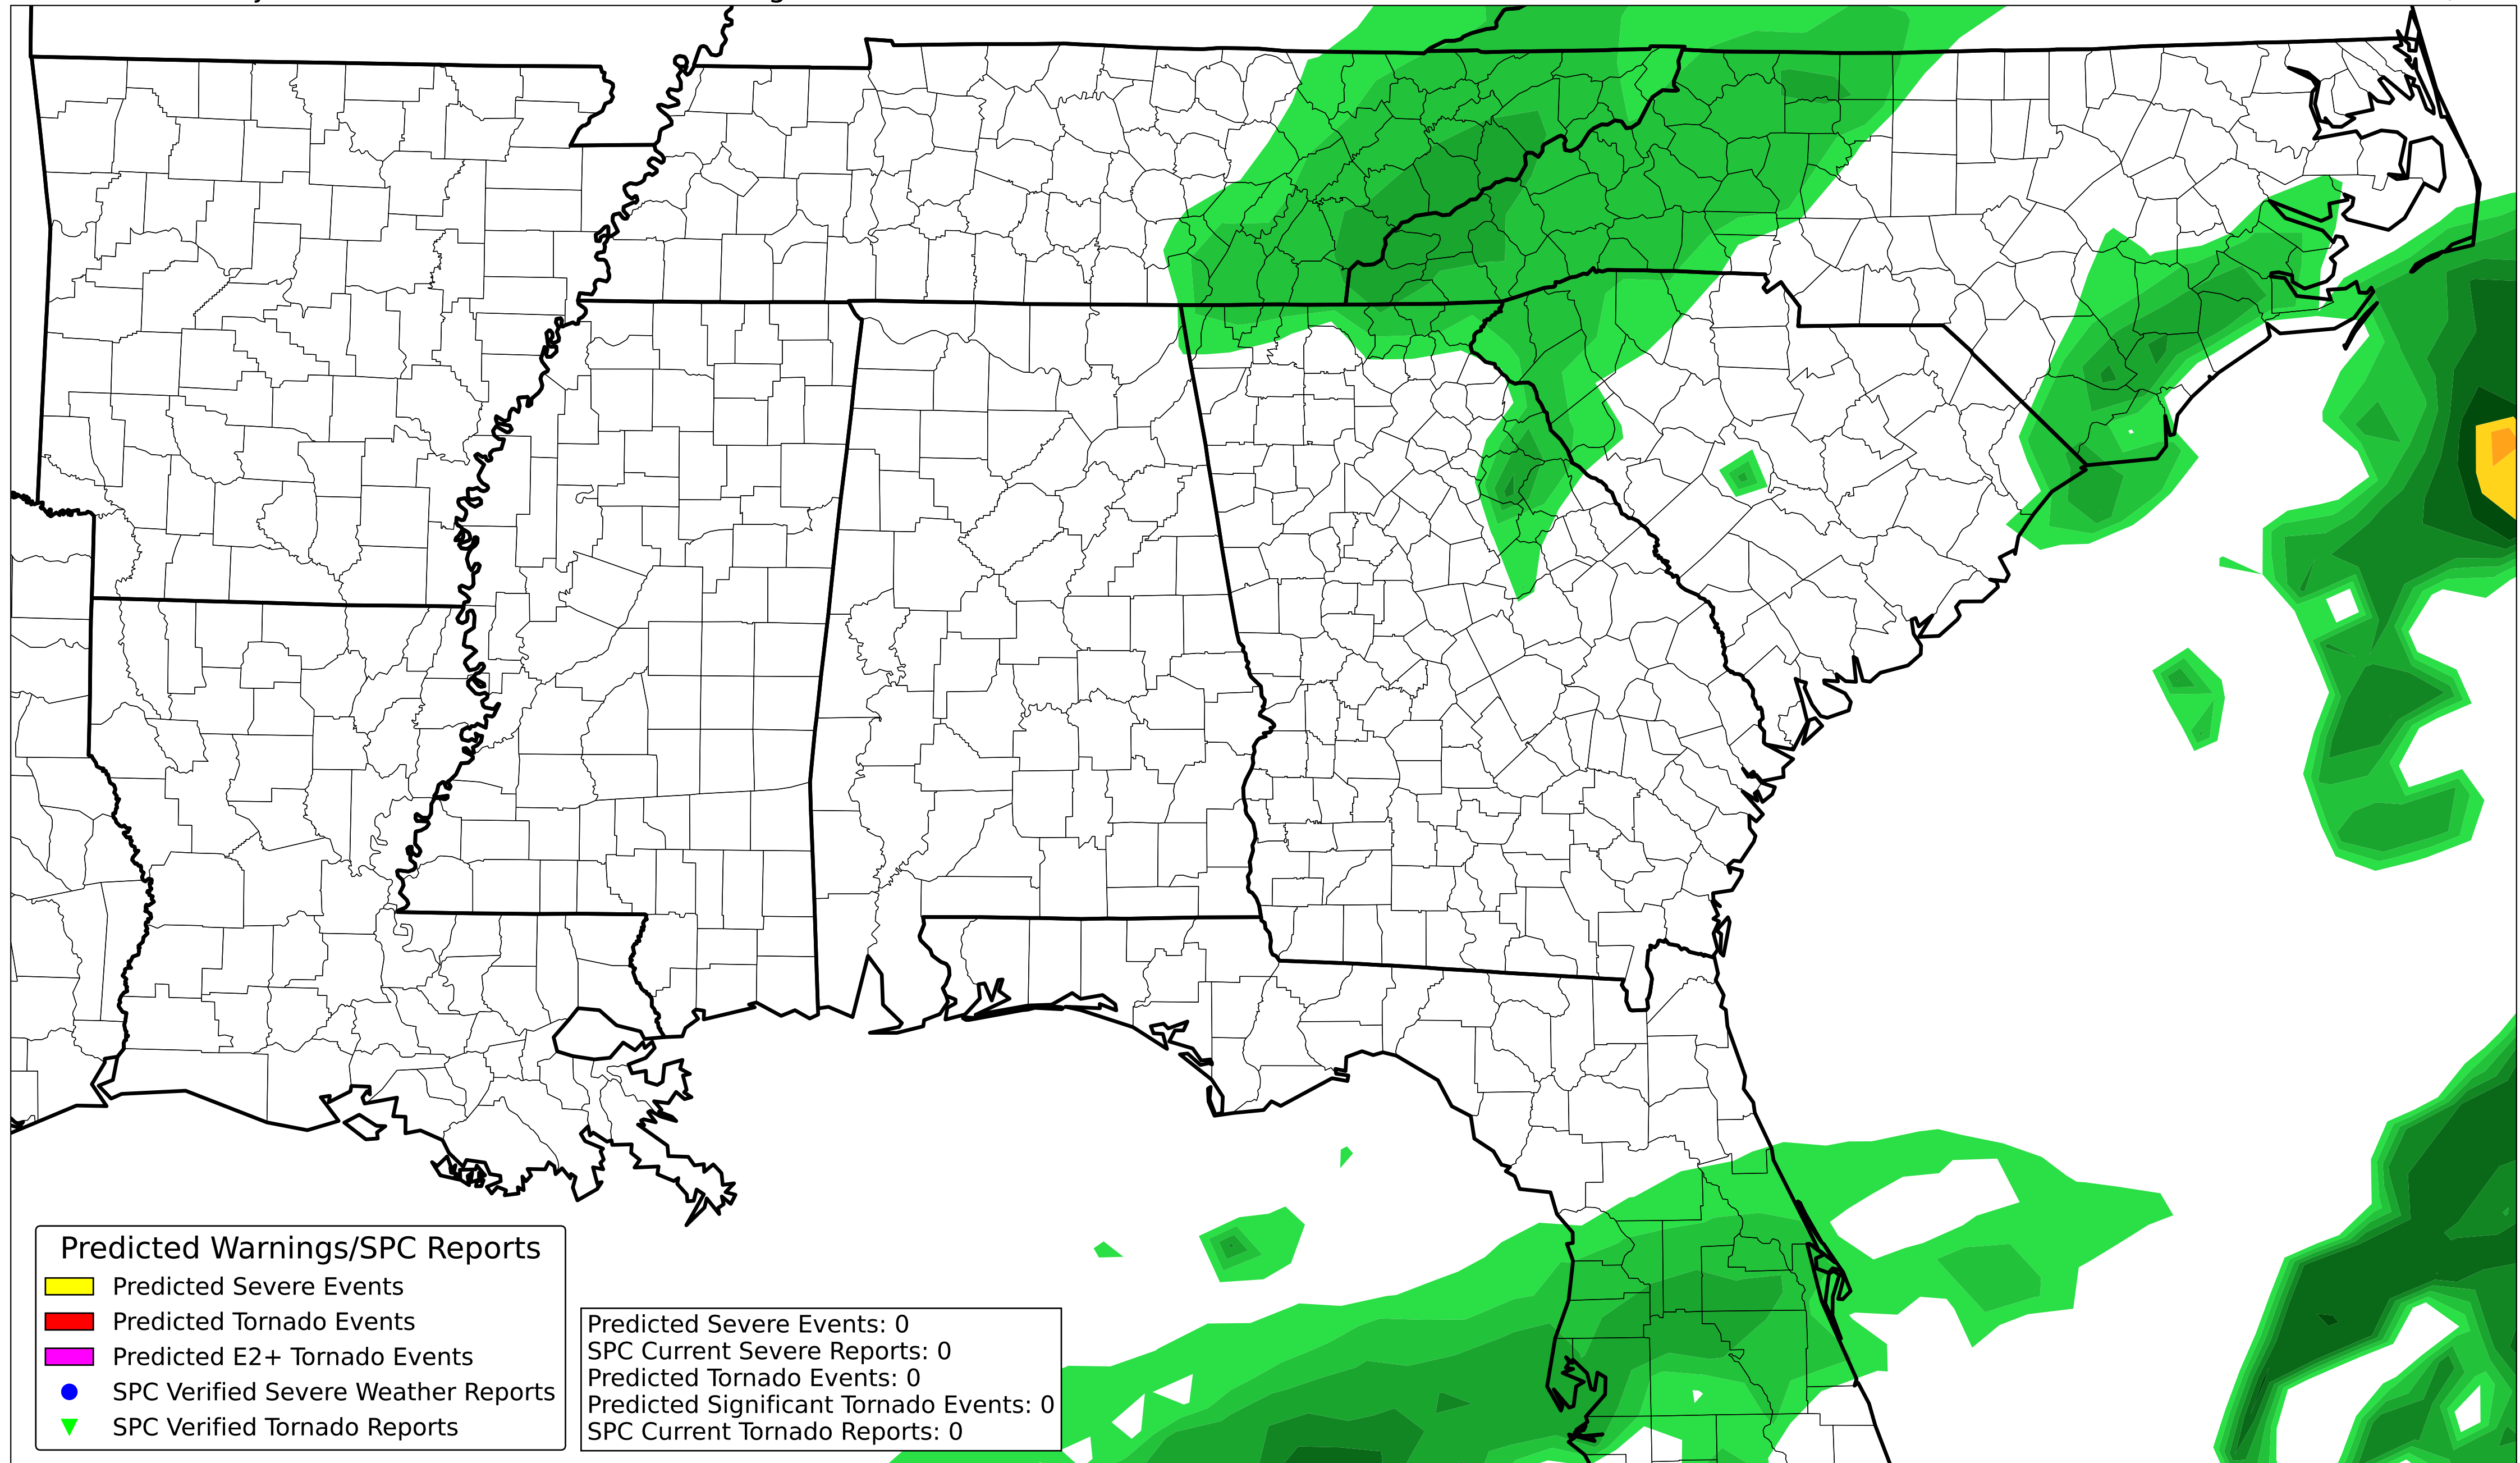 Predicted Warnings/SPC Reports
Predicted Severe Events
Predicted Tornado Events
Predicted E2+ Tornado Events
SPC Verified Severe Weather Reports
SPC Verified Tornado Reports
Predicted Severe Events: 0
SPC Current Severe Reports: 0
Predicted Tornado Events: 0
Predicted Significant Tornado Events: 0
SPC Current Tornado Reports: 0